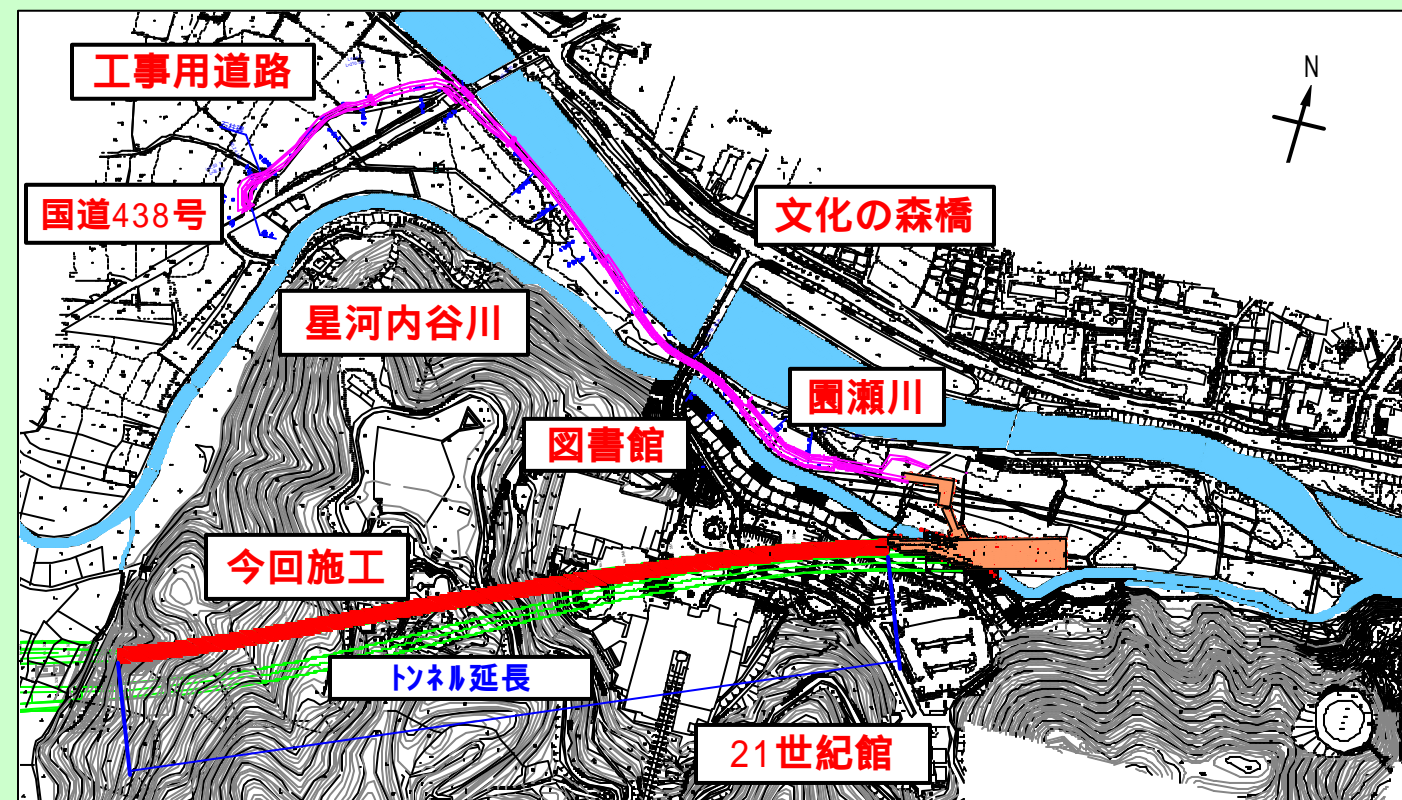 工事用道路
N
国道438号
文化の森橋
星河内谷川
園瀬川
図書館
今回施工
トンネル延長
21世紀館